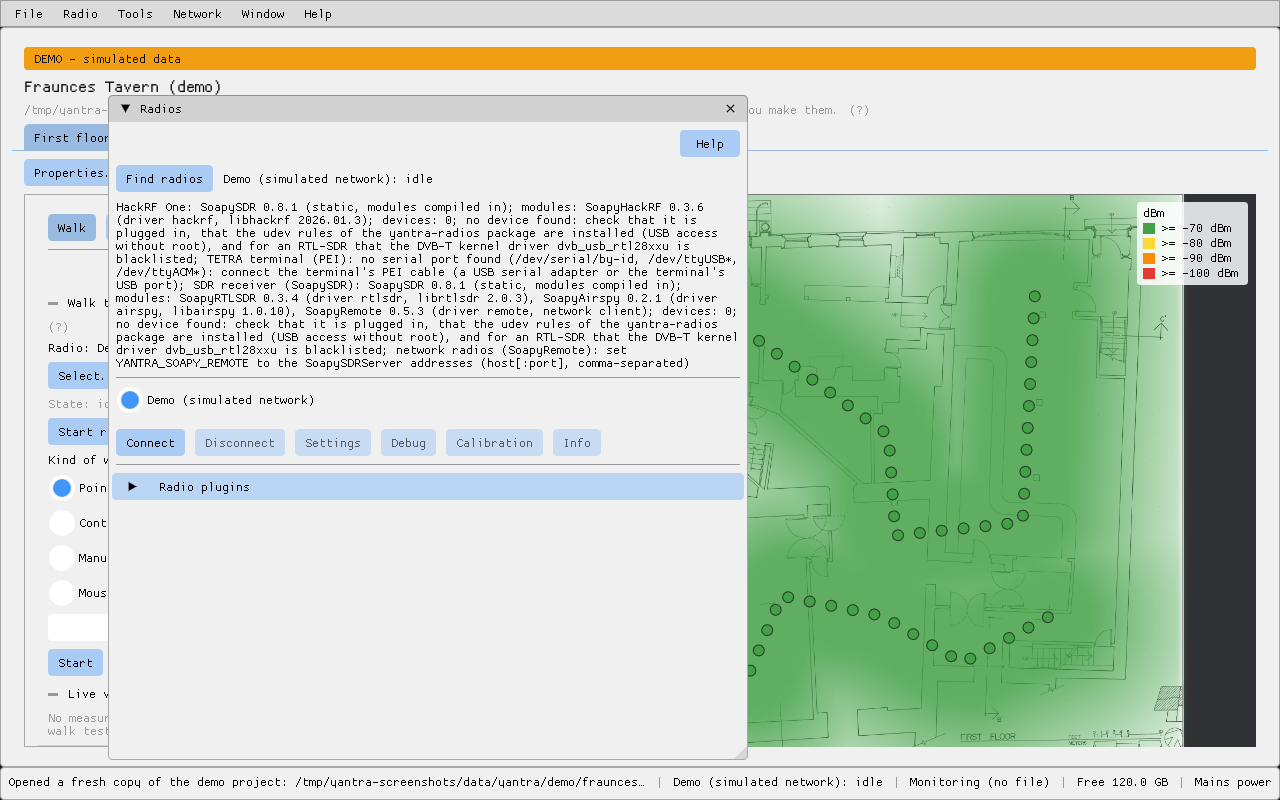 File Radio Tools Network Window Help
DEMO - simulated data
Fraunces Tavern (demo)
/tmp/yantra- ou make them. (?)
First floor
Properties.
Radios
Help
Find radios Demo (simulated network): idle
HackRF One: SoapySDR 0.8.1 (static, modules compiled in); modules: SoapyHackRF 0.3.6
(driver hackrf, libhackrf 2026.01.3); devices: 0; no device found: check that it is
plugged in, that the udev rules of the yantra-radios package are installed (USB access
without root), and for an RTL-SDR that the DVB-T kernel driver dvb_usb_rtl28xxu is
blacklisted; TETRA terminal (PEI): no serial port found (/dev/serial/by-id, /dev/ttyUSB*,
/dev/ttyACM*): connect the terminal's PEI cable (a USB serial adapter or the terminal's
USB port); SDR receiver (SoapySDR): SoapySDR 0.8.1 (static, modules compiled in);
modules: SoapyRTLSDR 0.3.4 (driver rtlsdr, librtlsdr 2.0.3), SoapyAirspy 0.2.1 (driver
airspy, libairspy 1.0.10), SoapyRemote 0.5.3 (driver remote, network client); devices: 0;
no device found: check that it is plugged in, that the udev rules of the yantra-radios
package are installed (USB access without root), and for an RTL-SDR that the DVB-T kernel
driver dvb_usb_rtl28xxu is blacklisted; network radios (SoapyRemote): set
YANTRA_SOAPY_REMOTE to the SoapySDRServer addresses (host[:port], comma-separated)
Demo (simulated network)
Connect Disconnect Settings Debug Calibration Info
Radio plugins
Walk
Walk t
(?)
Radio: De
Select.
State: id
Start r
Kind of w
Poin
Cont
Manu
Mous
Start
Live v
No measur
walk test
dBm
>= -70 dBm
>= -80 dBm
>= -90 dBm
>= -100 dBm
FIRST FLOOR
METERS
Opened a fresh copy of the demo project: /tmp/yantra-screenshots/data/yantra/demo/fraunces… | Demo (simulated network): idle | Monitoring (no file) | Free 120.0 GB | Mains power